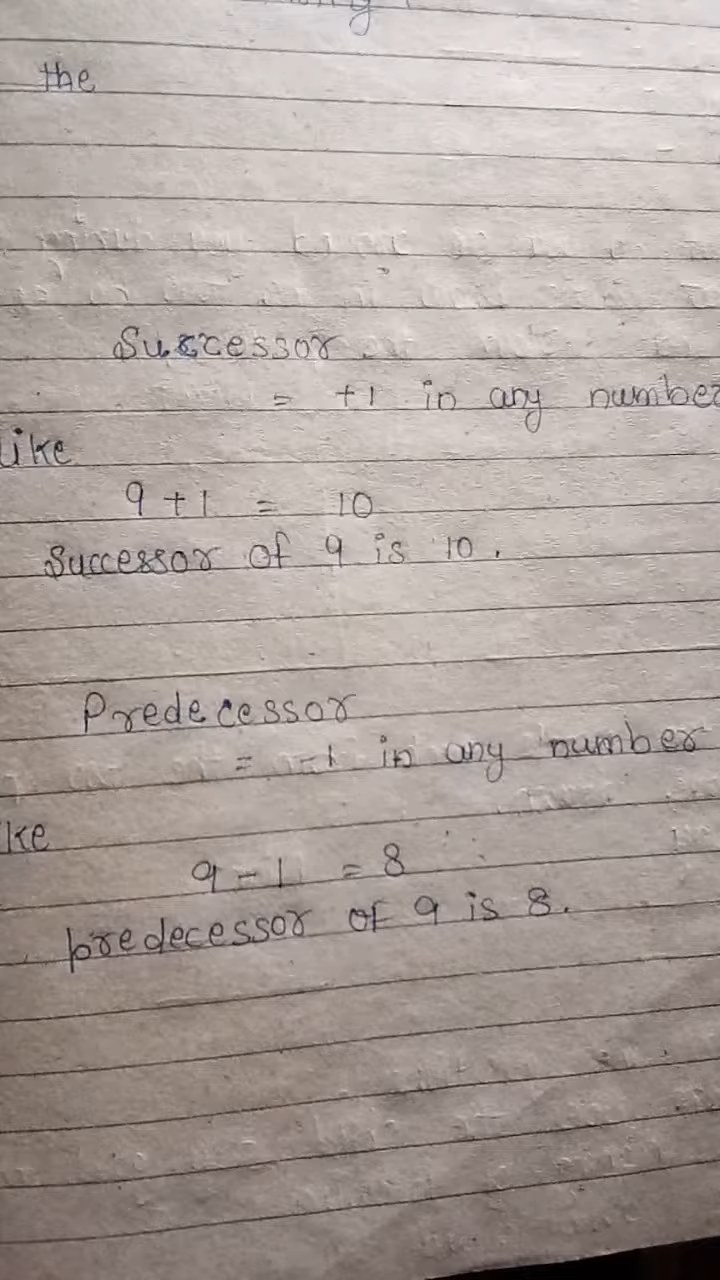 the
Successor
= +1 in any number
like
9 + 1 = 10
Successor of 9 is 10.
Predecessor
= -1 in any number
ke
9 - 1 = 8
predecessor of 9 is 8.